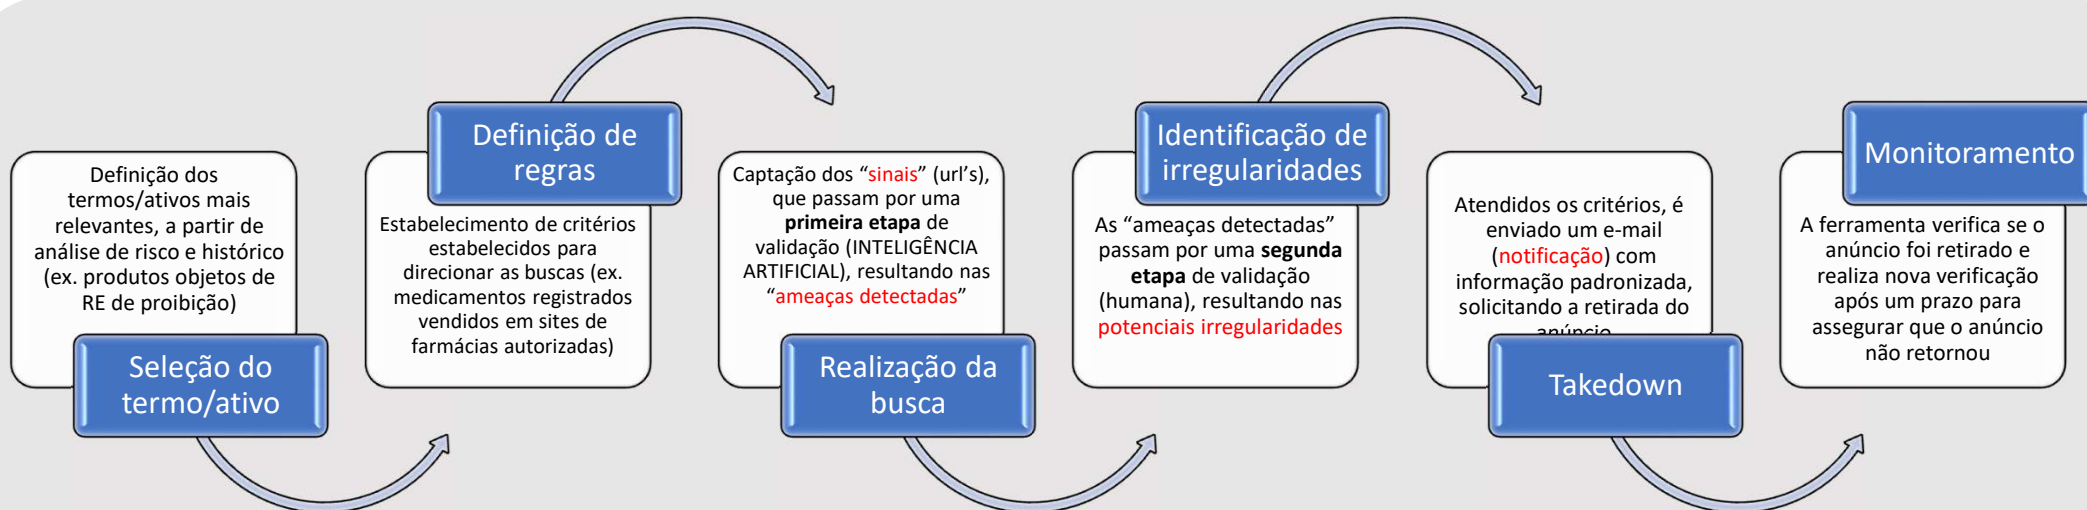 Definição dos
termos/ativos mais
relevantes, a partir de
análise de risco e histórico
(ex. produtos objetos de
RE de proibição)
Seleção do
termo/ativo
Definição de
regras
Estabelecimento de critérios
estabelecidos para
direcionar as buscas (ex.
medicamentos registrados
vendidos em sites de
farmácias autorizadas)
Captação dos “sinais” (url’s),
que passam por uma
primeira etapa de
validação (INTELIGÊNCIA
ARTIFICIAL), resultando nas
“ameaças detectadas”
Realização da
busca
Identificação de
irregularidades
As “ameaças detectadas”
passam por uma segunda
etapa de validação
(humana), resultando nas
potenciais irregularidades
Atendidos os critérios, é
enviado um e-mail
(notificação) com
informação padronizada,
solicitando a retirada do
anúncio
Takedown
Monitoramento
A ferramenta verifica se o
anúncio foi retirado e
realiza nova verificação
após um prazo para
assegurar que o anúncio
não retornou